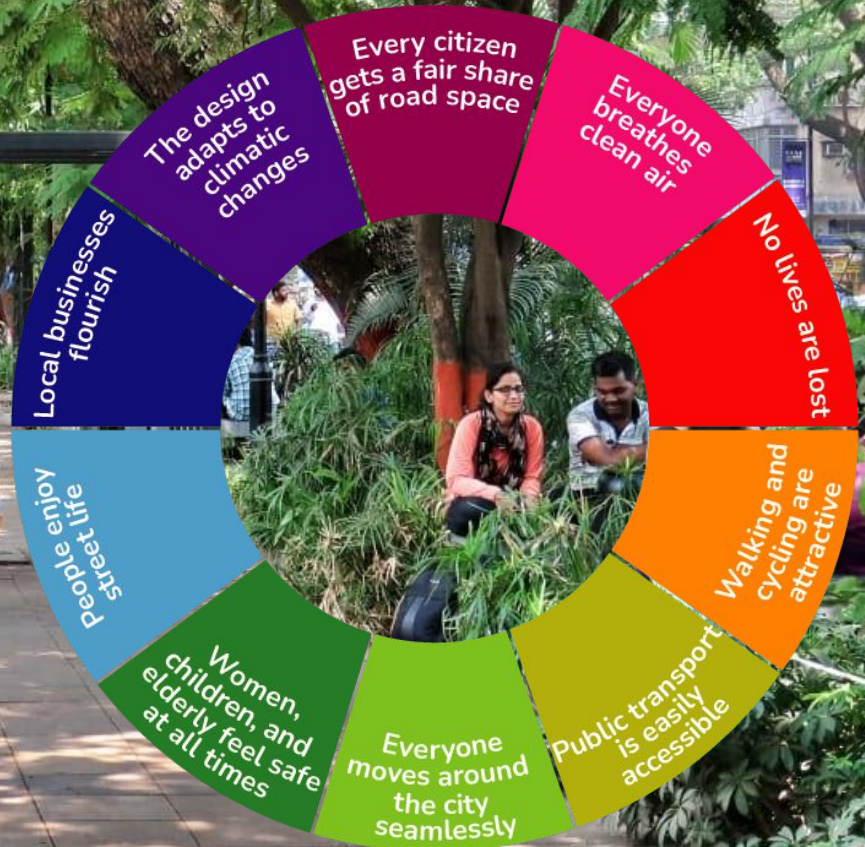 Every citizen
gets a fair share
of road space
Everyone
breathes
clean air
No lives are lost
Walking and
cycling are
attractive
Public transport
is easily
accessible
Everyone
moves around
the city
seamlessly
Women,
children, and
elderly feel safe
at all times
People enjoy
street life
Local businesses
flourish
The design
adapts to
climatic
changes